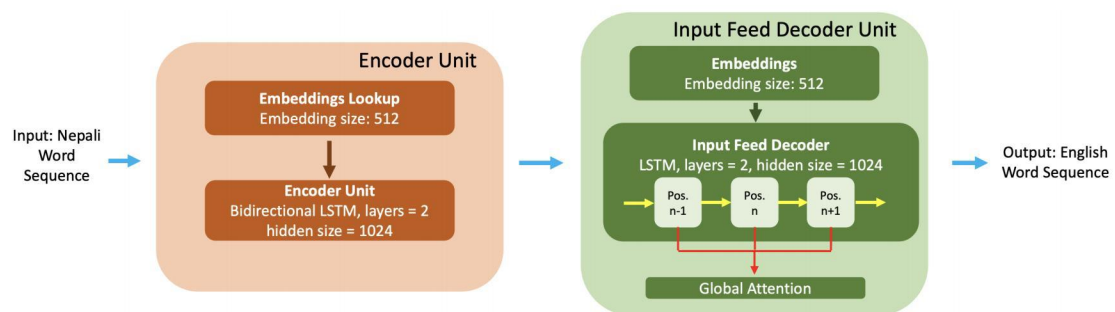 Input: Nepali
Word
Sequence
Encoder Unit
Embeddings Lookup
Embedding size: 512
Encoder Unit
Bidirectional LSTM, layers = 2
hidden size = 1024
Input Feed Decoder Unit
Embeddings
Embedding size: 512
Input Feed Decoder
LSTM, layers = 2, hidden size = 1024
Pos.
n-1
Pos.
n
Pos.
n+1
Global Attention
Output: English
Word Sequence